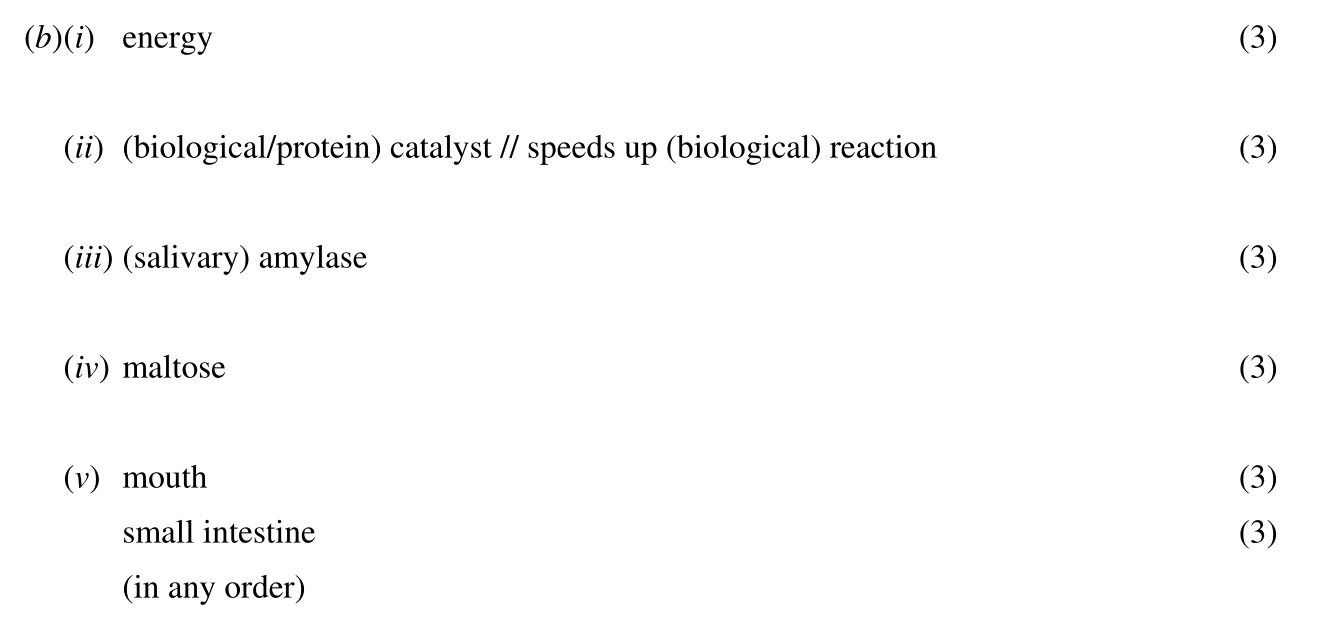 (b)(i) energy (3)
(ii) (biological/protein) catalyst // speeds up (biological) reaction (3)
(iii) (salivary) amylase (3)
(iv) maltose (3)
(v) mouth (3)
small intestine (3)
(in any order)